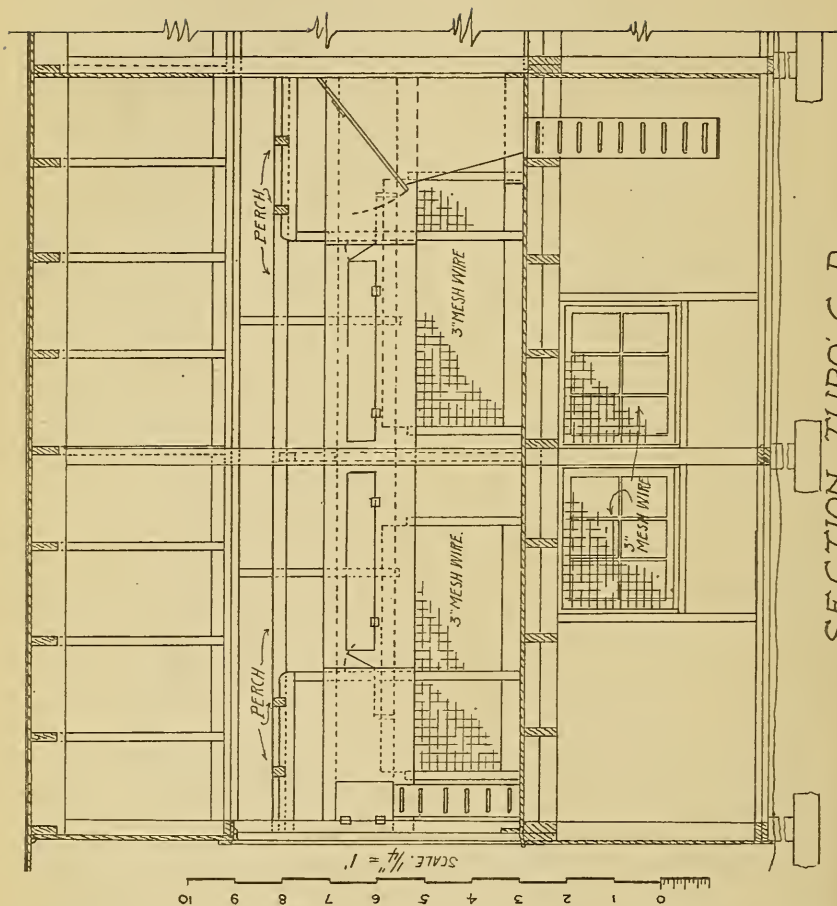 PERCH
3" MESH WIRE
PERCH
3" MESH WIRE.
3"
MESH WIRE
SECTION THRO' C.D.
SCALE. 1/4" = 1'
10 9 8 7 6 5 4 3 2 1 0